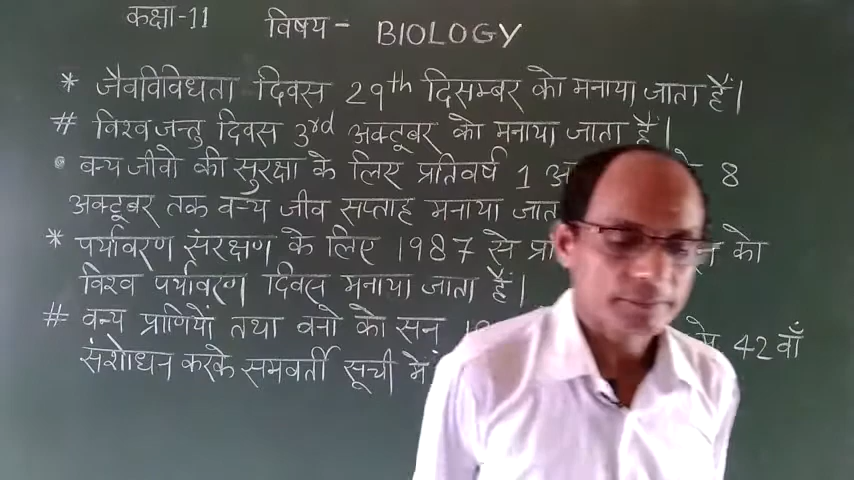 कक्षा-11 विषय - BIOLOGY
* जैवविविधता दिवस 29th दिसम्बर को मनाया जाता हैं।
# विश्व जन्तु दिवस 3rd अक्टूबर को मनाया जाता हैं।
• बन्य जीवो की सुरक्षा के लिए प्रतिवर्ष 1 8
अक्टूबर तक वन्य जीव सप्ताह मनाया
* पर्यावरण संरक्षण के लिए 1987 से को
विश्व पर्यावरण दिवस मनाया जाता हैं।
# वन्य प्राणियों तथा वनो को सन 42 वाँ
संशोधन करके समवर्ती सूची में